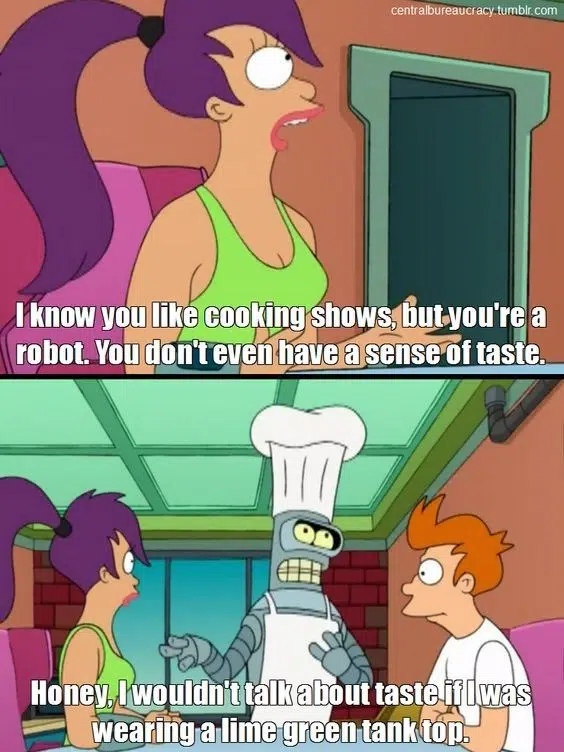 centralbureaucracy.tumblr.com
I know you like cooking shows, but you're a
robot. You don't even have a sense of taste.
Honey, I wouldn't talk about taste if I was
wearing a lime green tank top.